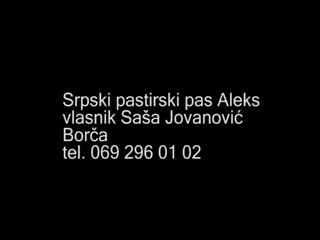 Srpski pastirski pas Aleks
vlasnik Saša Jovanović
Borča
tel. 069 296 01 02